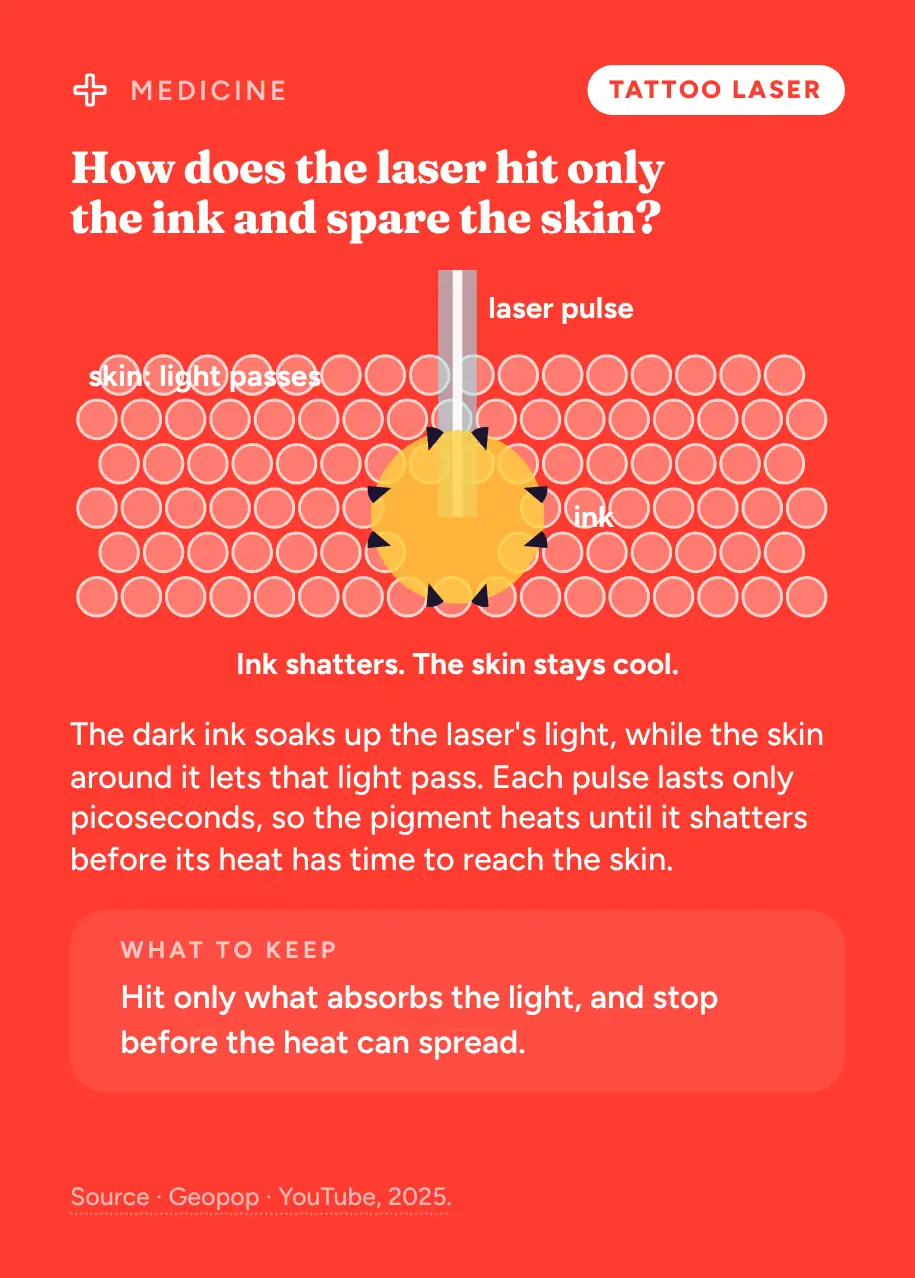 MEDICINE
TATTOO LASER
How does the laser hit only
the ink and spare the skin?
laser pulse
skin: light passes
ink
Ink shatters. The skin stays cool.
The dark ink soaks up the laser's light, while the skin
around it lets that light pass. Each pulse lasts only
picoseconds, so the pigment heats until it shatters
before its heat has time to reach the skin.
WHAT TO KEEP
Hit only what absorbs the light, and stop
before the heat can spread.
Source · Geopop · YouTube, 2025.